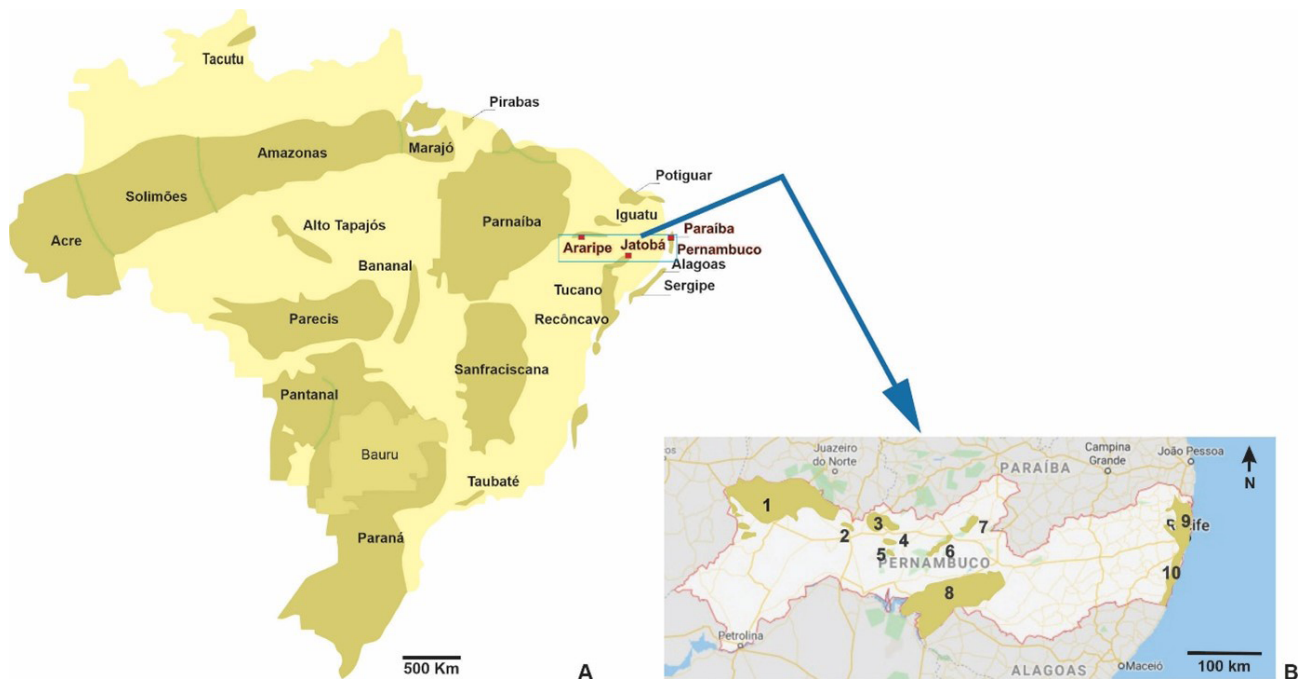 Tacutu
Pirabas
Amazonas
Marajó
Solimões
Potiguar
Parnaíba
Iguatu
Alto Tapajós
Acre
Paraíba
Araripe
Jatobá
Pernambuco
Bananal
Alagoas
Tucano
Sergipe
Parecis
Recôncavo
Sanfraciscana
Pantanal
Bauru
Taubaté
Paraná
500 Km
A
Juazeiro
do Norte
Campina
Grande
João Pessoa
PARAÍBA
N
1
2
3
4
5
6
7
8
9
10
PERNAMBUCO
Petrolina
Maceió
ALAGOAS
100 km
B